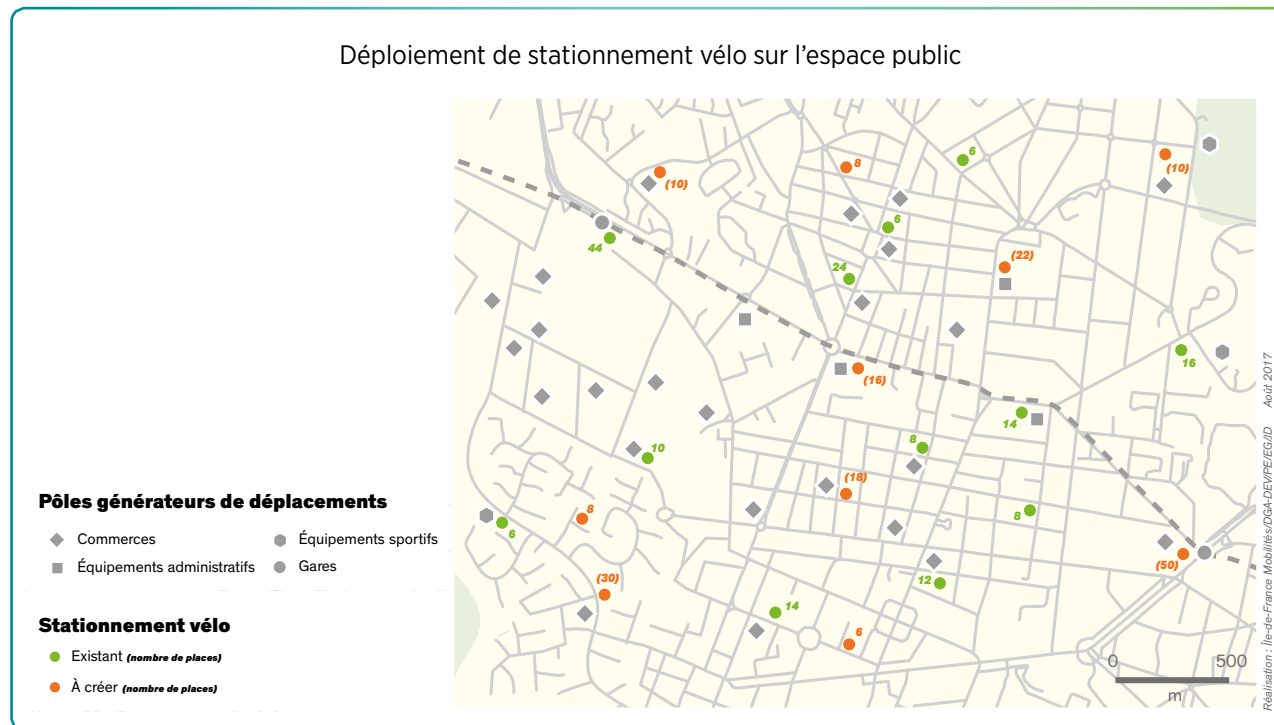 Déploiement de stationnement vélo sur l’espace public
6
8
(10)
(10)
6
44
(22)
24
16
(16)
14
8
10
(18)
8
8
6
(50)
(30)
12
14
6
0 500
m
Pôles générateurs de déplacements
Commerces
Équipements sportifs
Équipements administratifs
Gares
Stationnement vélo
Existant (nombre de places)
À créer (nombre de places)
Réalisation : Île-de-France Mobilités/DGA-DEV/PE/EG/ID Août 2017